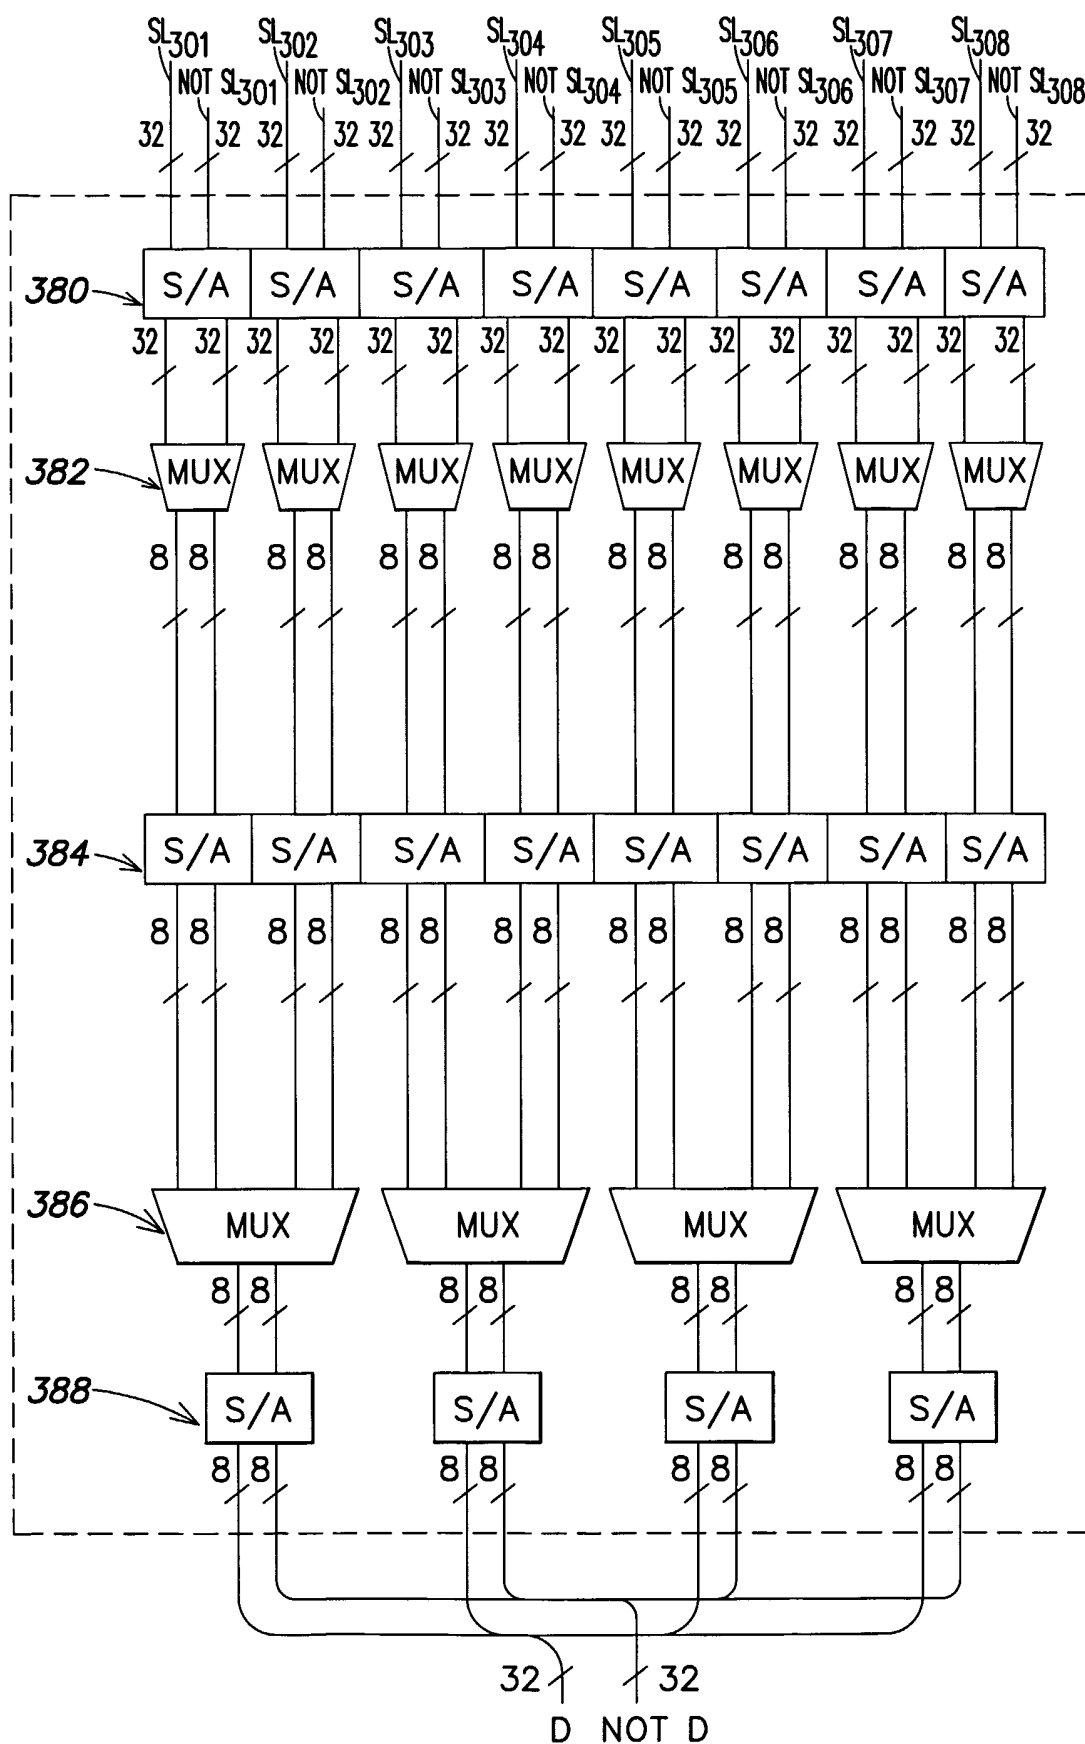 SL301 SL302 SL303 SL304 SL305 SL306 SL307 SL308
NOT SL301 NOT SL302 NOT SL303 NOT SL304 NOT SL305 NOT SL306 NOT SL307 NOT SL308
32 32 32 32 32 32 32 32 32 32 32 32 32 32 32 32
380 S/A S/A S/A S/A S/A S/A S/A S/A
32 32 32 32 32 32 32 32 32 32 32 32 32 32 32 32
382 MUX MUX MUX MUX MUX MUX MUX MUX
8 8 8 8 8 8 8 8 8 8 8 8 8 8 8 8
384 S/A S/A S/A S/A S/A S/A S/A S/A
8 8 8 8 8 8 8 8 8 8 8 8 8 8 8 8
386 MUX MUX MUX MUX
8 8 8 8 8 8 8 8
388 S/A S/A S/A S/A
8 8 8 8 8 8 8 8
32 32
D NOT D